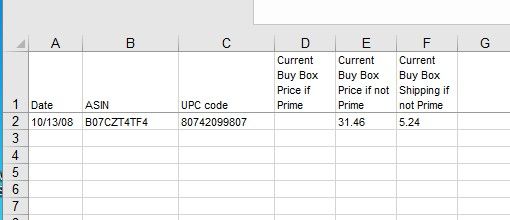 A B C D E F G
Current Current Current
Buy Box Buy Box Buy Box
Price if Price if not Shipping if
1 Date ASIN UPC code Prime Prime not Prime
2 10/13/08 B07CZT4TF4 80742099807 31.46 5.24
3
4
5
6
7